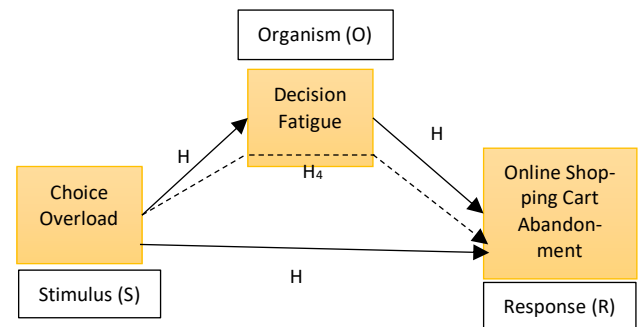 Organism (O)
Decision
Fatigue
H
H
H₄
Choice
Overload
Online Shop-
ping Cart
Abandon-
ment
H
Stimulus (S)
Response (R)